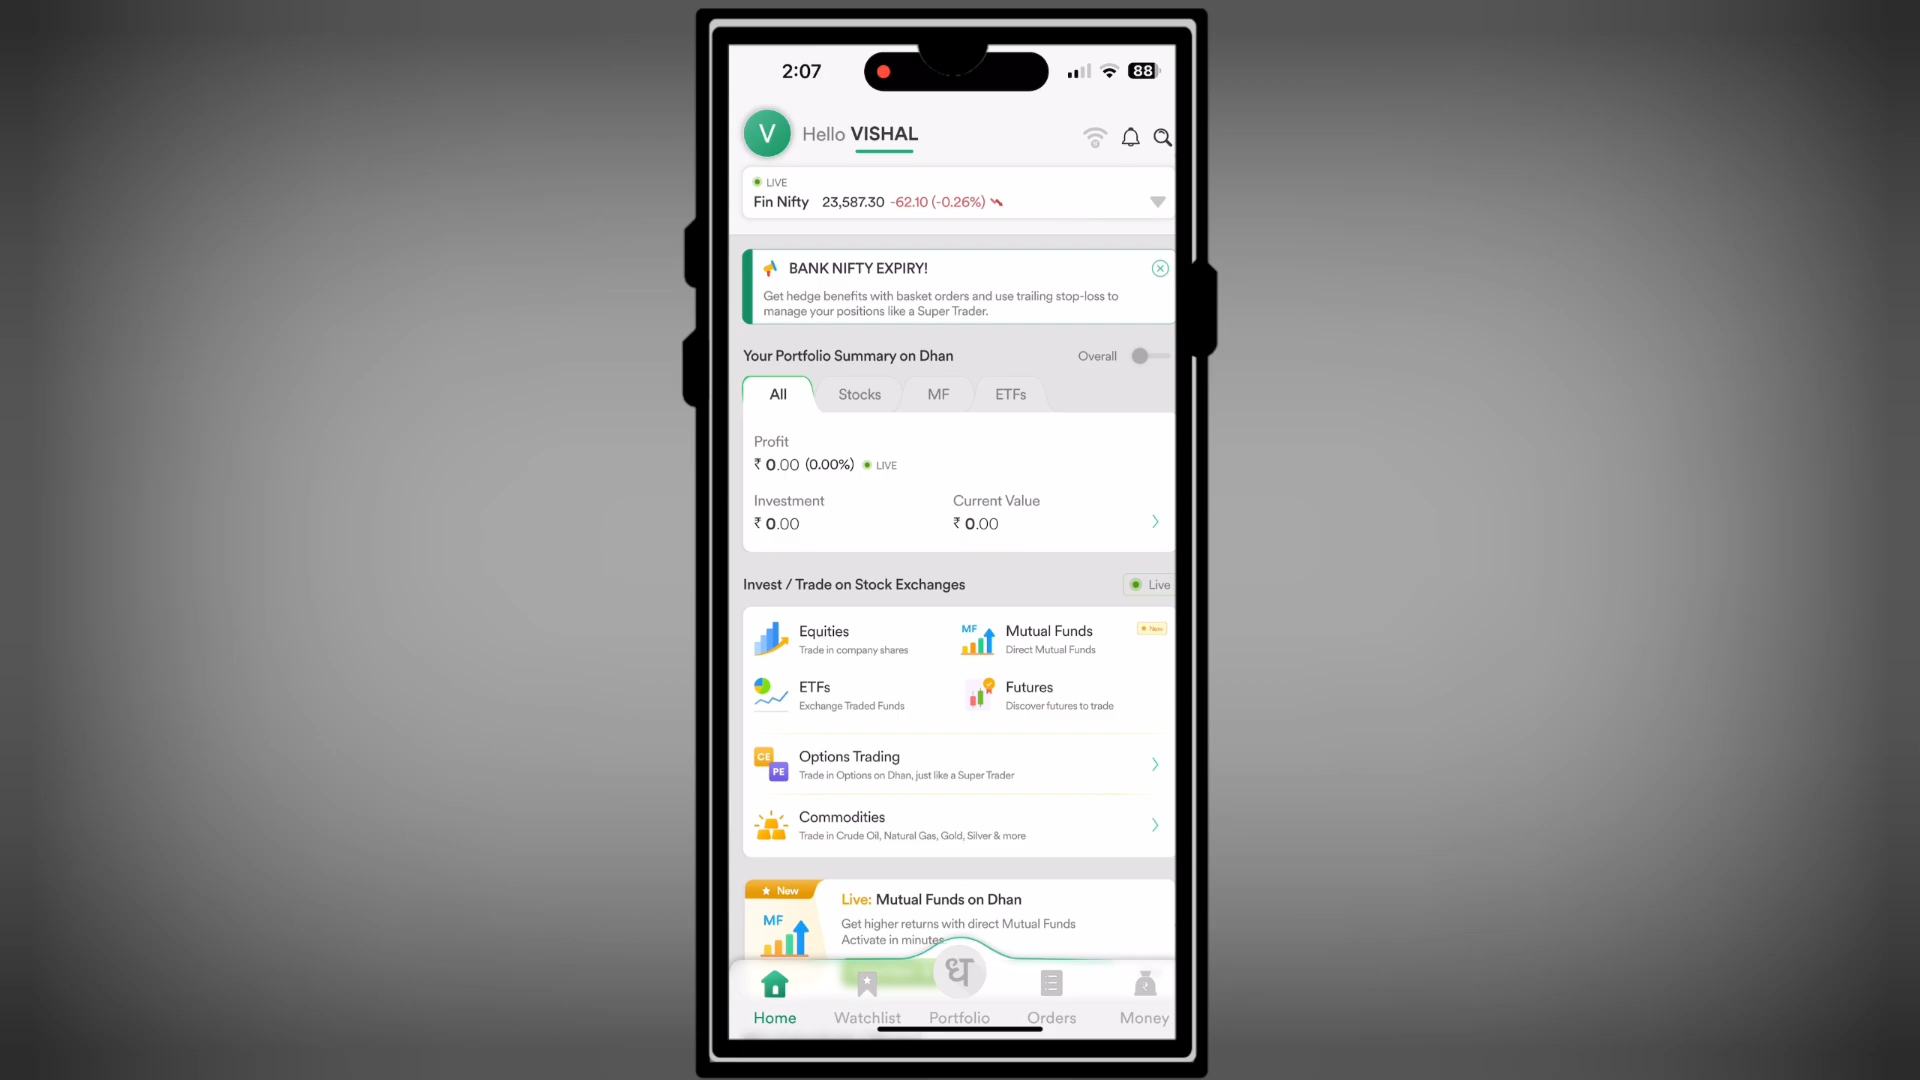 2:07
88
V
Hello VISHAL
LIVE
Fin Nifty 23,587.30 -62.10 (-0.26%)
BANK NIFTY EXPIRY!
Get hedge benefits with basket orders and use trailing stop-loss to
manage your positions like a Super Trader.
Your Portfolio Summary on Dhan
Overall
All
Stocks
MF
ETFs
Profit
₹ 0.00 (0.00%) LIVE
Investment
₹ 0.00
Current Value
₹ 0.00
Invest / Trade on Stock Exchanges
Live
Equities
Trade in company shares
MF
Mutual Funds
Direct Mutual Funds
New
ETFs
Exchange Traded Funds
Futures
Discover futures to trade
CE
PE
Options Trading
Trade in Options on Dhan, just like a Super Trader
Commodities
Trade in Crude Oil, Natural Gas, Gold, Silver & more
New
MF
Live: Mutual Funds on Dhan
Get higher returns with direct Mutual Funds
Activate in minutes
ध
Home
Watchlist
Portfolio
Orders
Money